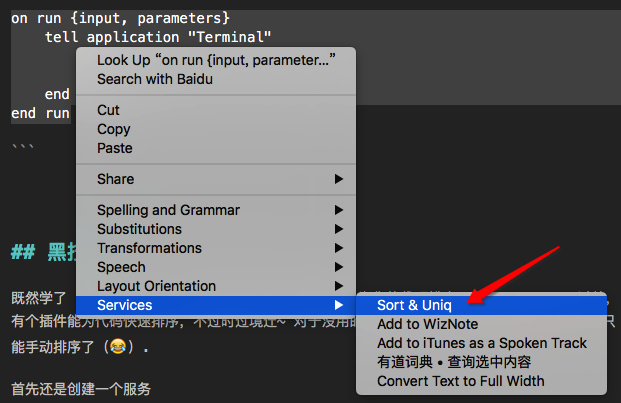 on run {input, parameters}
tell application "Terminal"
Look Up “on run {input, parameter...”
Search with Baidu
end
Cut
end run
Copy
Paste
```
Share
Spelling and Grammar
Substitutions
## 黑
Transformations
Speech
Layout Orientation
既然学了
Services
Sort & Uniq
有个插件能为代码快速排序，不过时过境迁~ 对于没用
只
Add to WizNote
能手动排序了（😂）.
Add to iTunes as a Spoken Track
有道词典 • 查询选中内容
首先还是创建一个服务
Convert Text to Full Width